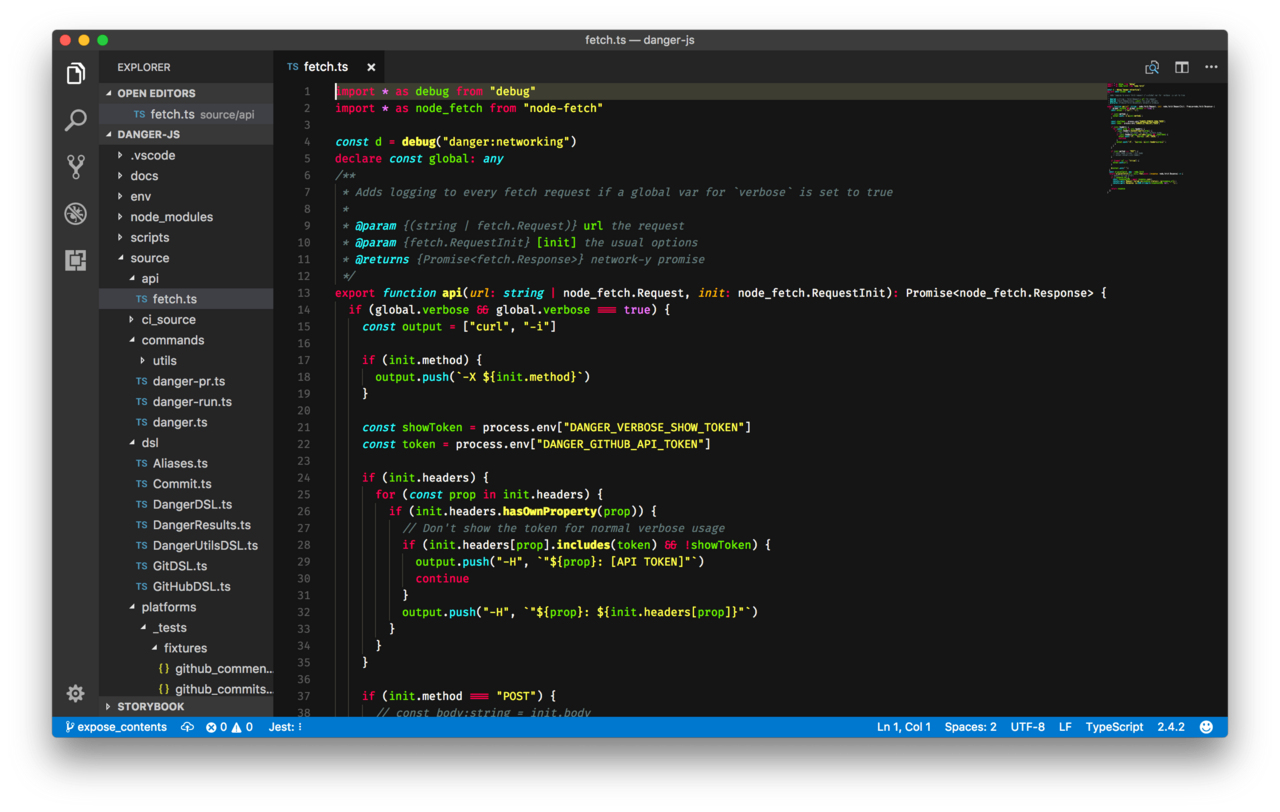 fetch.ts — danger-js
EXPLORER
OPEN EDITORS
TS fetch.ts source/api
DANGER-JS
.vscode
docs
env
node_modules
scripts
source
api
TS fetch.ts
ci_source
commands
utils
TS danger-pr.ts
TS danger-run.ts
TS danger.ts
dsl
TS Aliases.ts
TS Commit.ts
TS DangerDSL.ts
TS DangerResults.ts
TS DangerUtilsDSL.ts
TS GitDSL.ts
TS GitHubDSL.ts
platforms
_tests
fixtures
{} github_commen...
{} github_commits...
STORYBOOK
TS fetch.ts ×
1 import * as debug from "debug"
2 import * as node_fetch from "node-fetch"
3
4 const d = debug("danger:networking")
5 declare const global: any
6 /**
7 * Adds logging to every fetch request if a global var for `verbose` is set to true
8 *
9 * @param {(string | fetch.Request)} url the request
10 * @param {fetch.RequestInit} [init] the usual options
11 * @returns {Promise<fetch.Response>} network-y promise
12 */
13 export function api(url: string | node_fetch.Request, init: node_fetch.RequestInit): Promise<node_fetch.Response> {
14 if (global.verbose && global.verbose === true) {
15 const output = ["curl", "-i"]
16
17 if (init.method) {
18 output.push(`-X ${init.method}`)
19 }
20
21 const showToken = process.env["DANGER_VERBOSE_SHOW_TOKEN"]
22 const token = process.env["DANGER_GITHUB_API_TOKEN"]
23
24 if (init.headers) {
25 for (const prop in init.headers) {
26 if (init.headers.hasOwnProperty(prop)) {
27 // Don't show the token for normal verbose usage
28 if (init.headers[prop].includes(token) && !showToken) {
29 output.push("-H", `"${prop}: [API TOKEN]"`)
30 continue
31 }
32 output.push("-H", `"${prop}: ${init.headers[prop]}"`)
33 }
34 }
35 }
36
37 if (init.method === "POST") {
38 // const body:string = init.body
expose_contents 0 0 Jest: Ln 1, Col 1 Spaces: 2 UTF-8 LF TypeScript 2.4.2